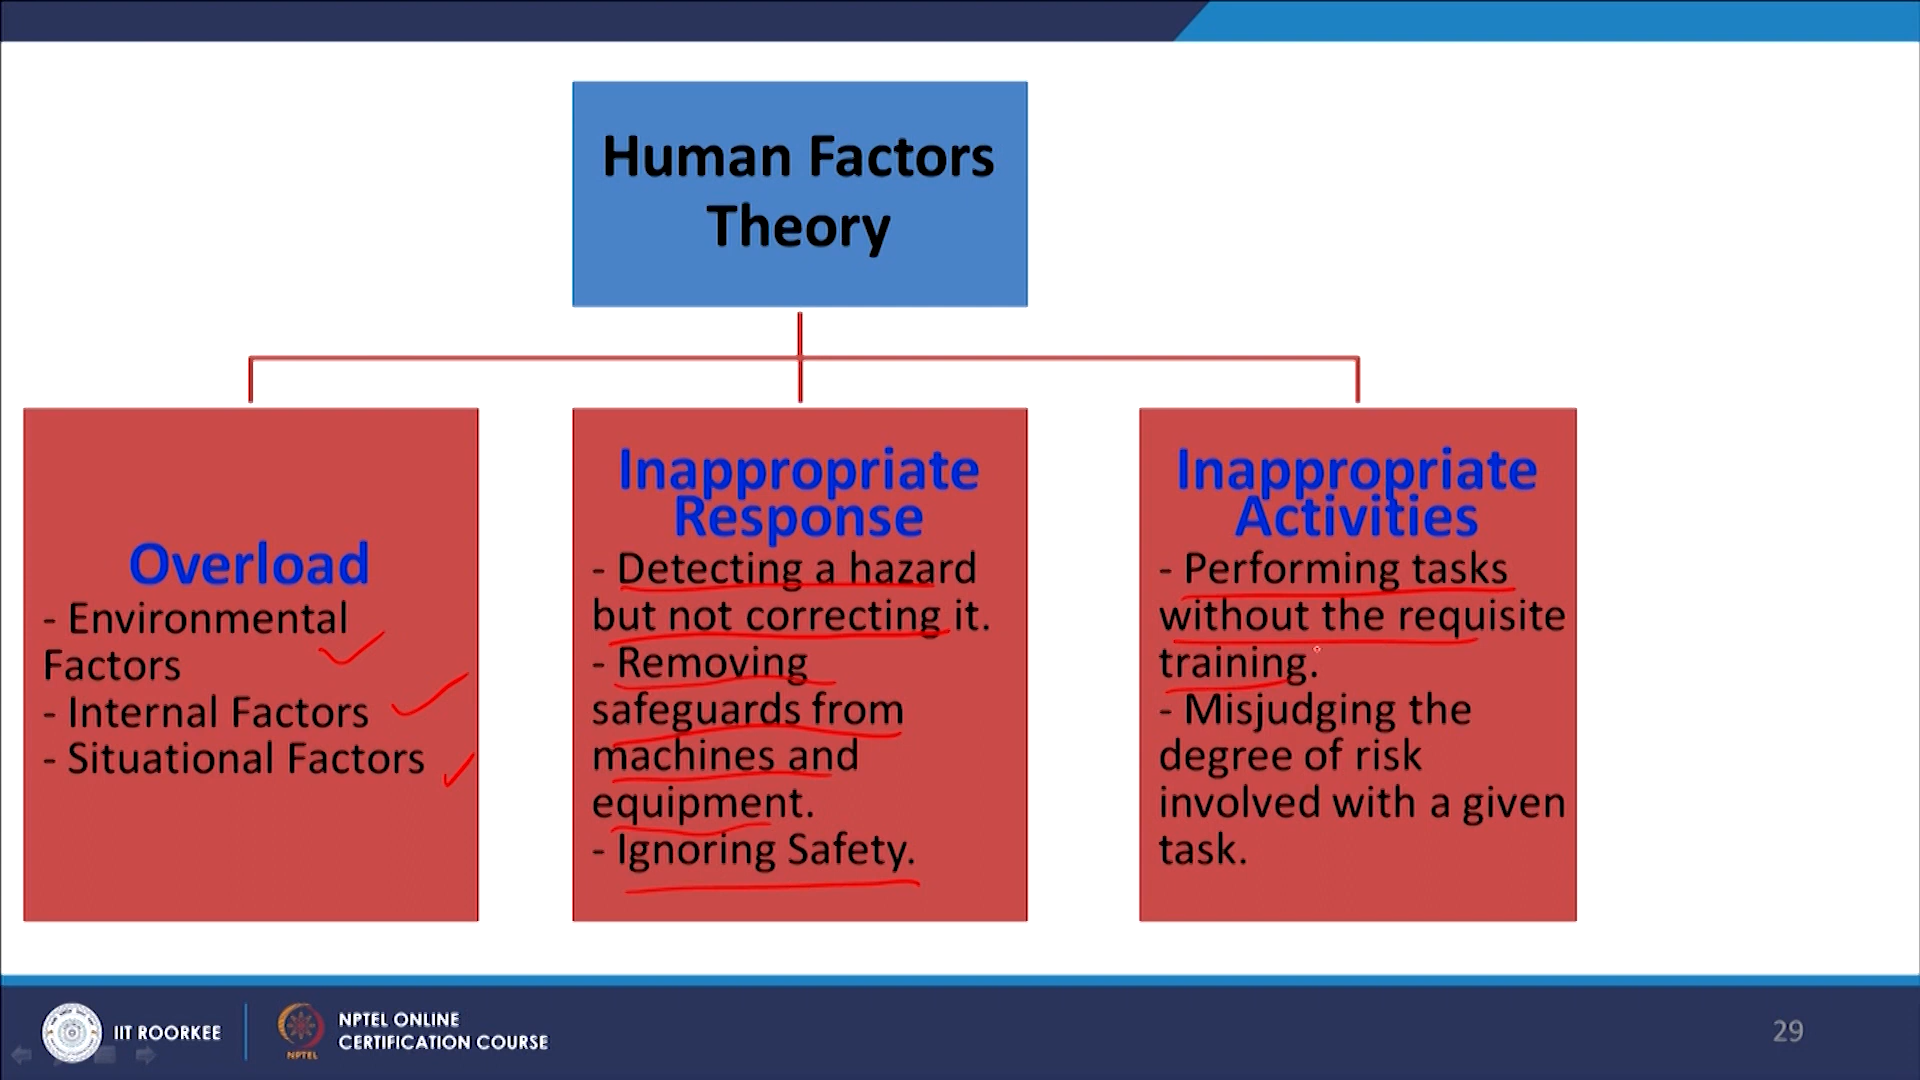 Human Factors
Theory
Overload
- Environmental
Factors
- Internal Factors
- Situational Factors
Inappropriate
Response
- Detecting a hazard
but not correcting it.
- Removing
safeguards from
machines and
equipment.
- Ignoring Safety.
Inappropriate
Activities
- Performing tasks
without the requisite
training.
- Misjudging the
degree of risk
involved with a given
task.
IIT ROORKEE
NPTEL
NPTEL ONLINE
CERTIFICATION COURSE
29